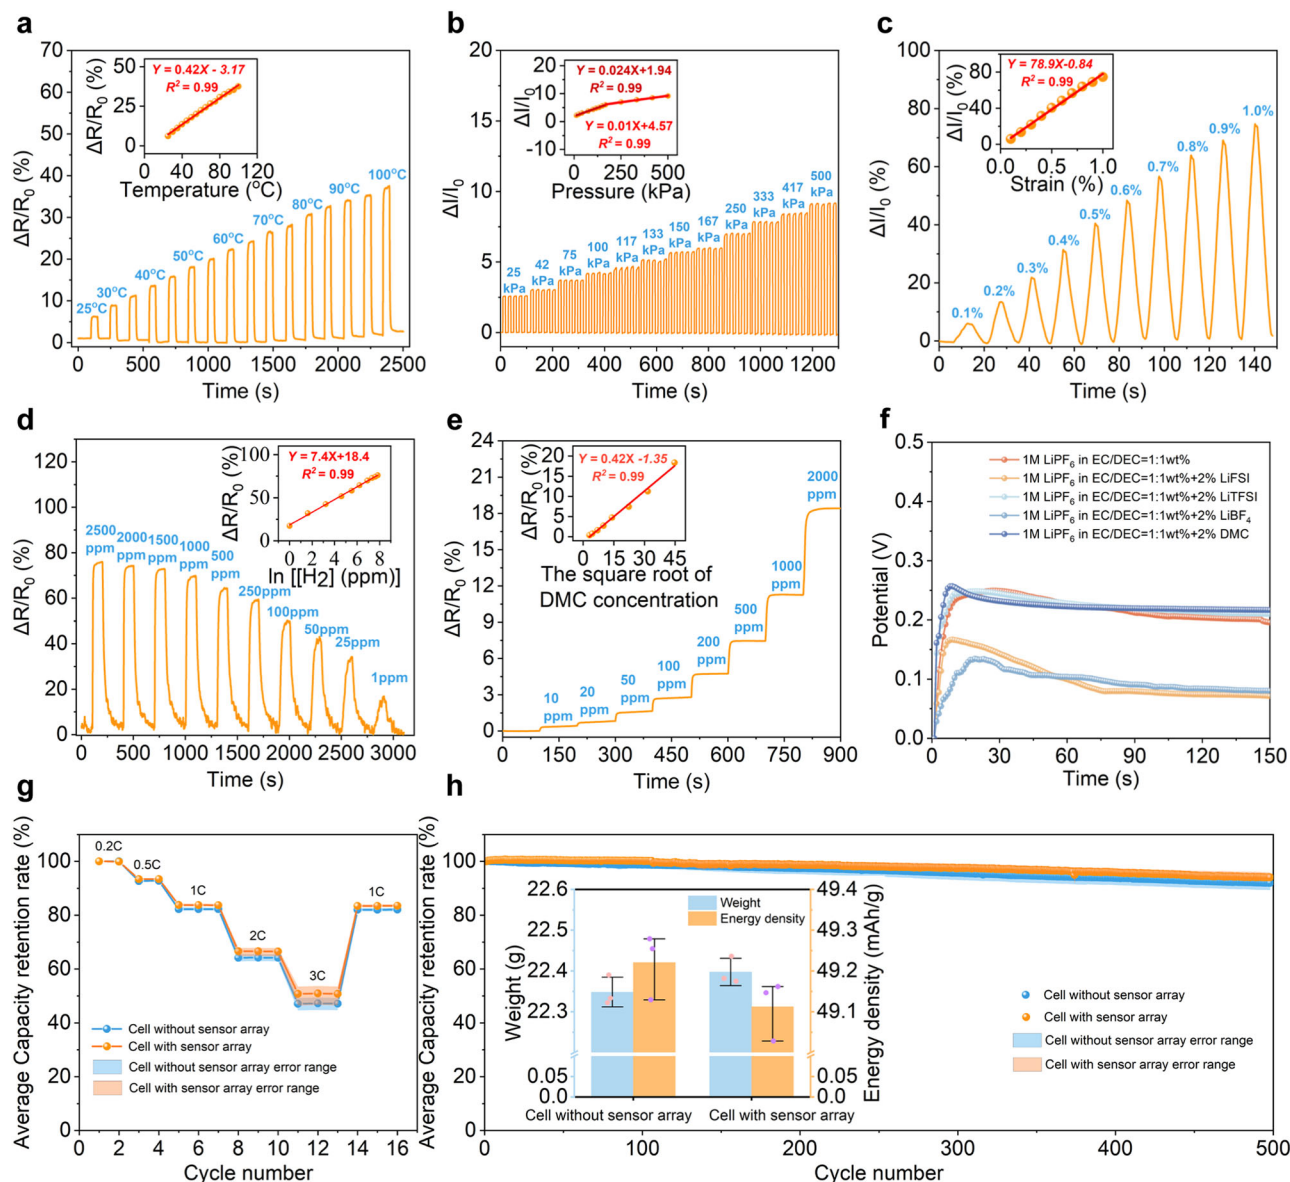 a
ΔR/R0 (%)
70
60
50
40
30
20
10
0
0 500 1000 1500 2000 2500
Time (s)
25°C
30°C
40°C
50°C
60°C
70°C
80°C
90°C
100°C
ΔR/R0 (%)
50
25
0
0 40 80 120
Temperature (°C)
Y = 0.42X - 3.17
R² = 0.99
b
ΔI/I0
20
15
10
5
0
0 200 400 600 800 1000 1200
Time (s)
25 kPa
42 kPa
75 kPa
100 kPa
117 kPa
133 kPa
150 kPa
167 kPa
250 kPa
333 kPa
417 kPa
500 kPa
ΔI/I0
20
10
0
-10
0 250 500
Pressure (kPa)
Y = 0.024X+1.94
R² = 0.99
Y = 0.01X+4.57
R² = 0.99
c
ΔI/I0 (%)
100
80
60
40
20
0
0 20 40 60 80 100 120 140
Time (s)
0.1%
0.2%
0.3%
0.4%
0.5%
0.6%
0.7%
0.8%
0.9%
1.0%
ΔI/I0 (%)
80
40
0
0.0 0.5 1.0
Strain (%)
Y = 78.9X-0.84
R² = 0.99
d
ΔR/R0 (%)
120
100
80
60
40
20
0
0 500 1000 1500 2000 2500 3000
Time (s)
2500 ppm
2000 ppm
1500 ppm
1000 ppm
500 ppm
250ppm
100ppm
50ppm
25ppm
1ppm
ΔR/R0 (%)
100
50
0
0 2 4 6 8
ln [[H2] (ppm)]
Y = 7.4X+18.4
R² = 0.99
e
ΔR/R0 (%)
24
21
18
15
12
9
6
3
0
0 150 300 450 600 750 900
Time (s)
10 ppm
20 ppm
50 ppm
100 ppm
200 ppm
500 ppm
1000 ppm
2000 ppm
ΔR/R0 (%)
20
15
10
5
0
0 15 30 45
The square root of
DMC concentration
Y = 0.42X -1.35
R² = 0.99
f
Potential (V)
0.5
0.4
0.3
0.2
0.1
0.0
0 30 60 90 120 150
Time (s)
1M LiPF6 in EC/DEC=1:1wt%
1M LiPF6 in EC/DEC=1:1wt%+2% LiFSI
1M LiPF6 in EC/DEC=1:1wt%+2% LiTFSI
1M LiPF6 in EC/DEC=1:1wt%+2% LiBF4
1M LiPF6 in EC/DEC=1:1wt%+2% DMC
g
Average Capacity retention rate (%)
100
80
60
40
20
0
0 2 4 6 8 10 12 14 16
Cycle number
0.2C
0.5C
1C
2C
3C
1C
Cell without sensor array
Cell with sensor array
Cell without sensor array error range
Cell with sensor array error range
h
Average Capacity retention rate (%)
100
80
60
40
20
0
0 100 200 300 400 500
Cycle number
Weight (g)
22.6
22.5
22.4
22.3
0.05
0.00
Weight
Energy density
Energy density (mAh/g)
49.4
49.3
49.2
49.1
0.05
0.00
Cell without sensor array
Cell with sensor array
Cell without sensor array
Cell with sensor array
Cell without sensor array error range
Cell with sensor array error range